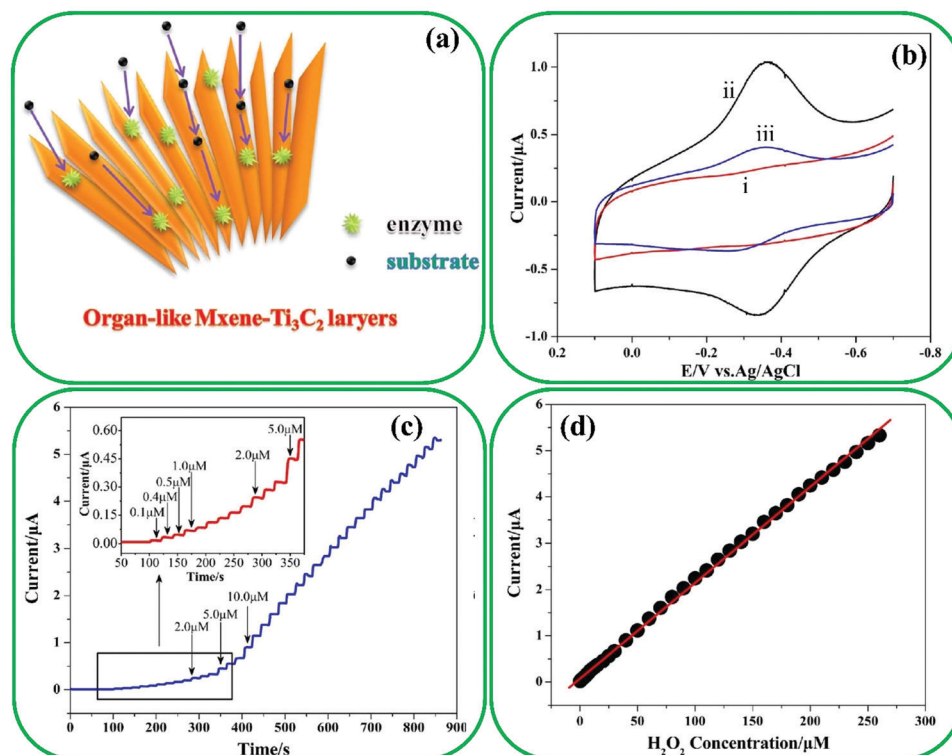 (a)
enzyme
substrate
Organ-like Mxene-Ti₃C₂ laryers
(b)
ii
iii
i
1.0
0.5
0.0
-0.5
-1.0
Current/μA
0.2 0.0 -0.2 -0.4 -0.6 -0.8
E/V vs.Ag/AgCl
(c)
6
5
4
3
2
1
0
Current/μA
0.60
0.45
0.30
0.15
0.00
Current/μA
0.1μM
0.4μM
0.5μM
1.0μM
2.0μM
5.0μM
50 100 150 200 250 300 350
Time/s
2.0μM
5.0μM
10.0μM
0 100 200 300 400 500 600 700 800 900
Time/s
(d)
6
5
4
3
2
1
0
Current/μA
0 50 100 150 200 250 300
H₂O₂ Concentration/μM